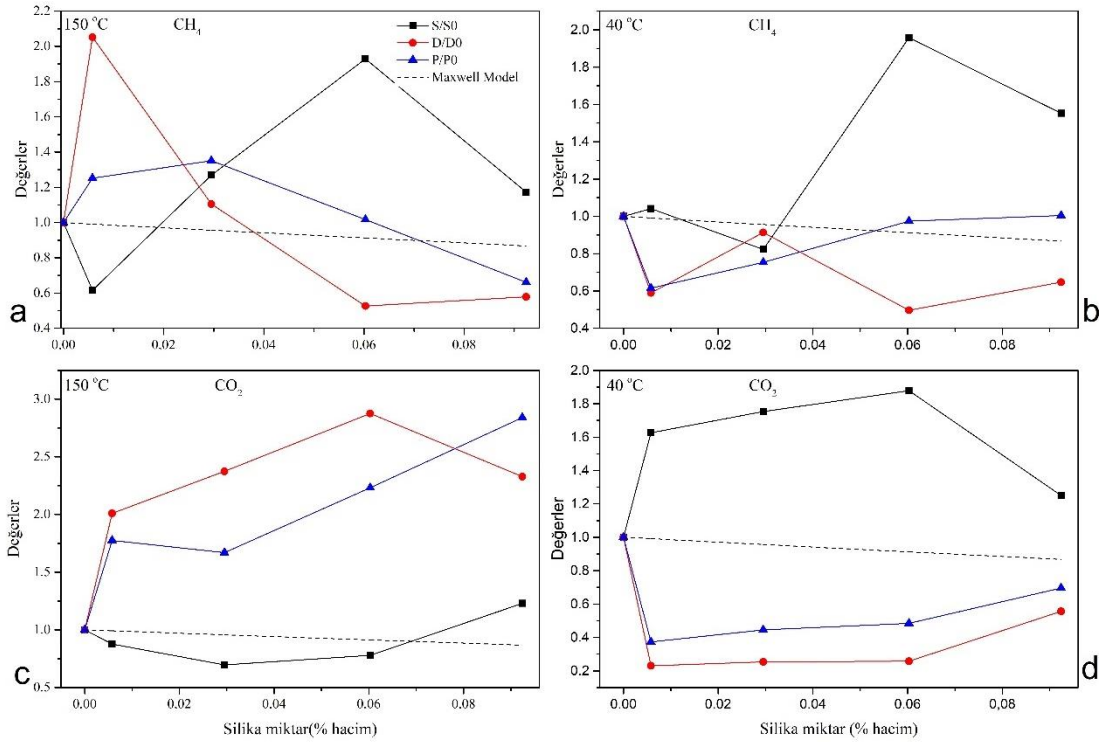 150 °C CH₄
S/S0
D/D0
P/P0
Maxwell Model
Değerler
2.2
2.0
1.8
1.6
1.4
1.2
1.0
0.8
0.6
0.4
0.00 0.02 0.04 0.06 0.08
a
40 °C CH₄
Değerler
2.0
1.8
1.6
1.4
1.2
1.0
0.8
0.6
0.4
0.00 0.02 0.04 0.06 0.08
b
150 °C CO₂
Değerler
3.0
2.5
2.0
1.5
1.0
0.5
0.00 0.02 0.04 0.06 0.08
Silika miktar(% hacim)
c
40 °C CO₂
Değerler
2.0
1.8
1.6
1.4
1.2
1.0
0.8
0.6
0.4
0.2
0.00 0.02 0.04 0,06 0.08
Silika miktar (% hacim)
d